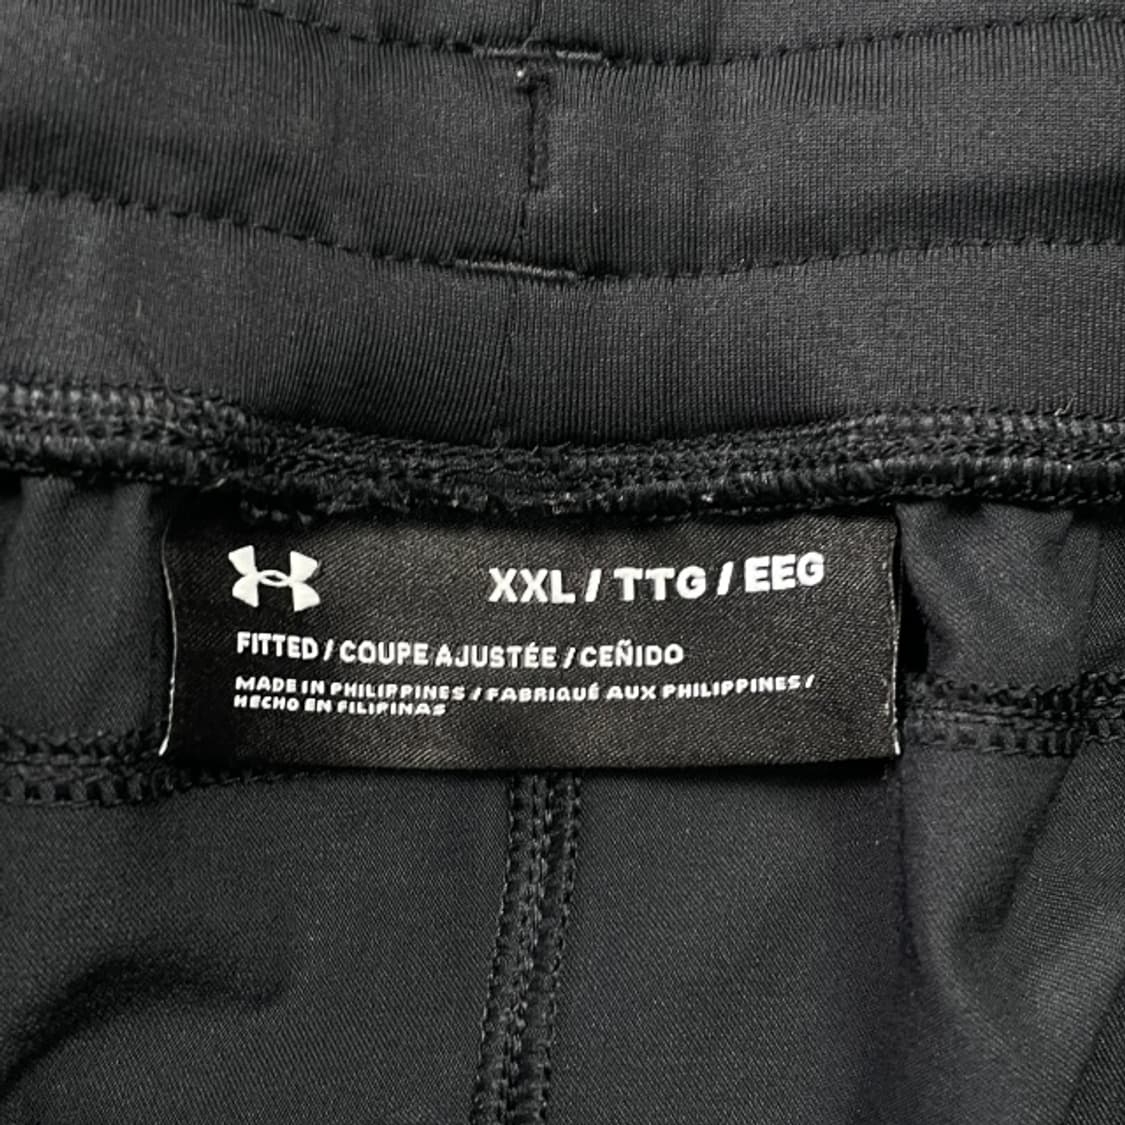 XXL / TTG / EEG
FITTED / COUPE AJUSTÉE / CEÑIDO
MADE IN PHILIPPINES / FABRIQUÉ AUX PHILIPPINES /
HECHO EN FILIPINAS